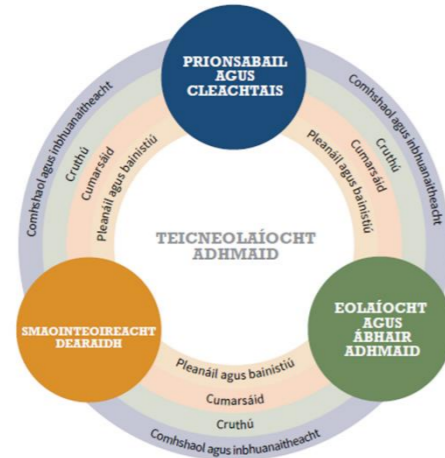 PRIONSABAIL
AGUS
CLEACHTAIS
Comhshaol agus inbhuanaitheacht
Cruthú
Cumarsáid
Pleanáil agus bainistiú
Comhshaol agus inbhuanaitheacht
Cruthú
Cumarsáid
Pleanáil agus bainistiú
TEICNEOLAÍOCHT
ADHMAID
SMAOINTEOIREACHT
DEARAIDH
EOLAÍOCHT
AGUS
ÁBHAIR
ADHMAID
Pleanáil agus bainistiú
Cumarsáid
Cruthú
Comhshaol agus inbhuanaitheacht